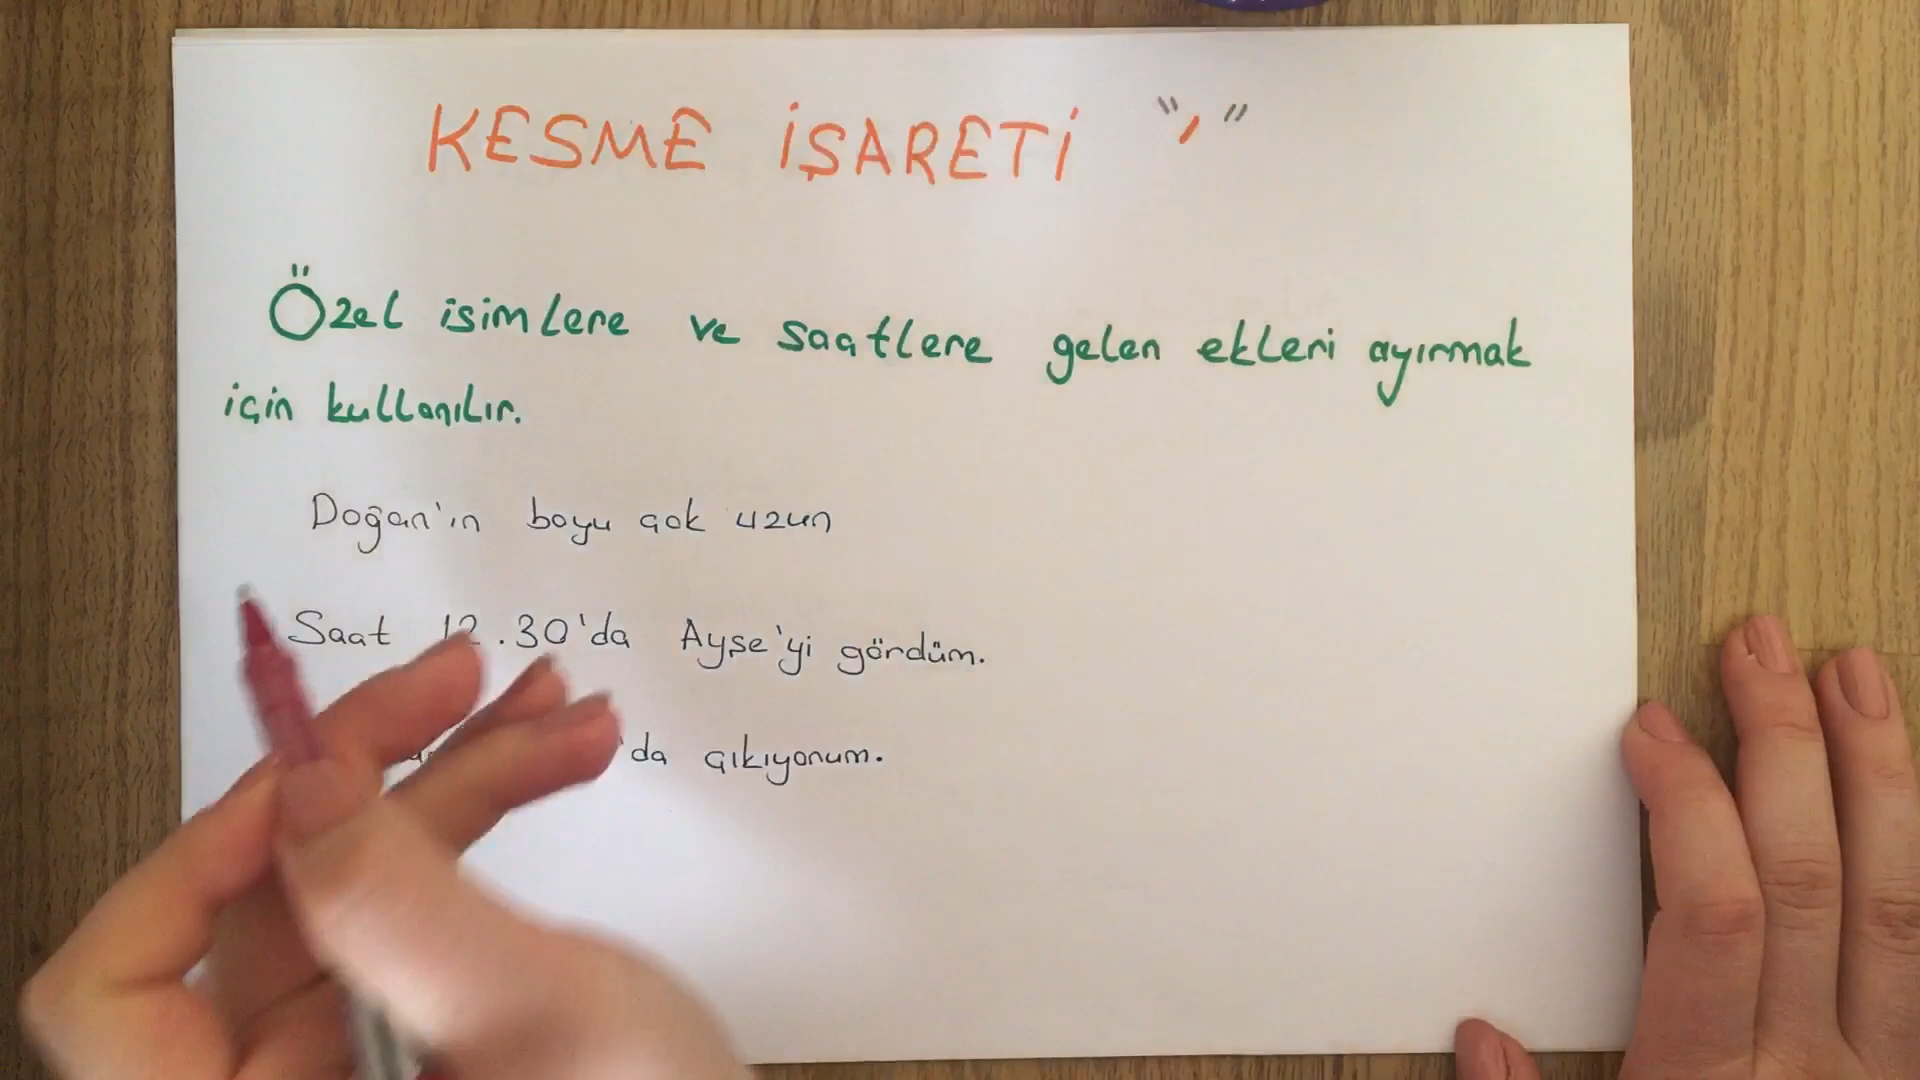 KESME İŞARETİ "'"
Özel isimlere ve saatlere gelen ekleri ayırmak
için kullanılır.
Doğan'ın boyu çok uzun
Saat 12.30'da Ayşe'yi gördüm.
'da çıkıyorum.